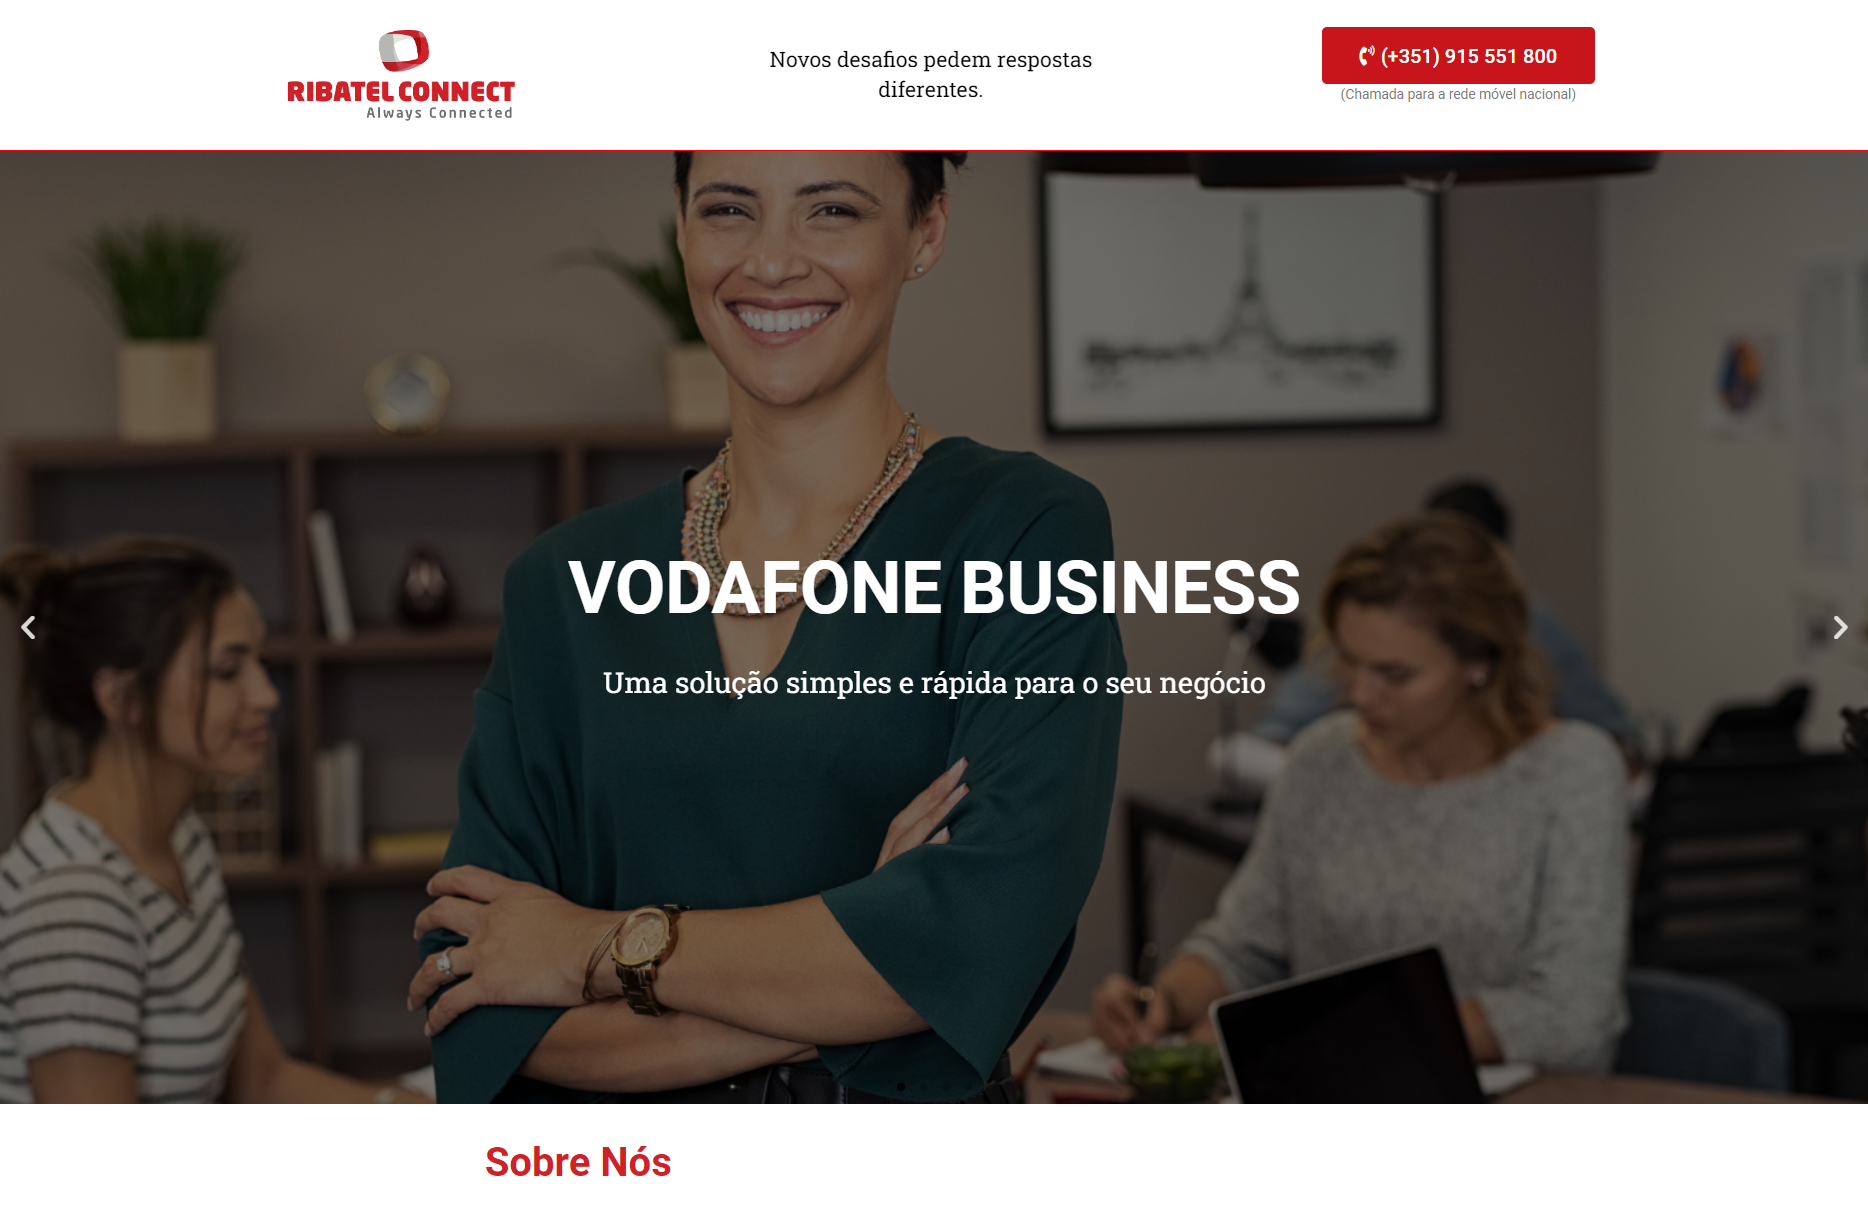 RIBATEL CONNECT
Always Connected
Novos desafios pedem respostas
diferentes.
(+351) 915 551 800
(Chamada para a rede móvel nacional)
VODAFONE BUSINESS
Uma solução simples e rápida para o seu negócio
Sobre Nós